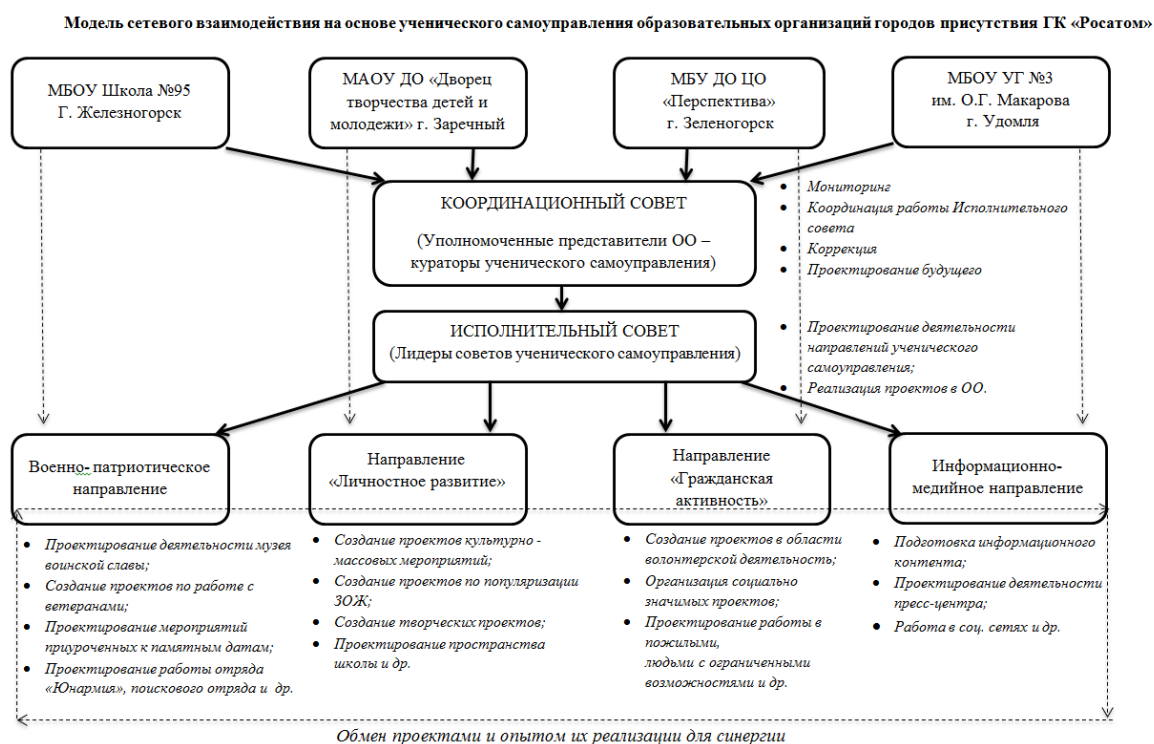 Модель сетевого взаимодействия на основе ученического самоуправления образовательных организаций городов присутствия ГК «Росатом»
МБОУ Школа №95
Г. Железногорск
МАОУ ДО «Дворец
творчества детей и
молодежи» г. Заречный
МБУ ДО ЦО
«Перспектива»
г. Зеленогорск
МБОУ УГ №3
им. О.Г. Макарова
г. Удомля
КООРДИНАЦИОННЫЙ СОВЕТ
(Уполномоченные представители ОО –
кураторы ученического самоуправления)
• Мониторинг
• Координация работы Исполнительного
совета
• Коррекция
• Проектирование будущего
ИСПОЛНИТЕЛЬНЫЙ СОВЕТ
(Лидеры советов ученического самоуправления)
• Проектирование деятельности
направлений ученического
самоуправления;
• Реализация проектов в ОО.
Военно- патриотическое
направление
Направление
«Личностное развитие»
Направление
«Гражданская
активность»
Информационно-
медийное направление
• Проектирование деятельности музея
воинской славы;
• Создание проектов по работе с
ветеранами;
• Проектирование мероприятий
приуроченных к памятным датам;
• Проектирование работы отряда
«Юнармия», поискового отряда и др.
• Создание проектов культурно -
массовых мероприятий;
• Создание проектов по популяризации
ЗОЖ;
• Создание творческих проектов;
• Проектирование пространства
школы и др.
• Создание проектов в области
волонтерской деятельность;
• Организация социально
значимых проектов;
• Проектирование работы в
пожилыми,
людьми с ограниченными
возможностями и др.
• Подготовка информационного
контента;
• Проектирование деятельности
пресс-центра;
• Работа в соц. сетях и др.
Обмен проектами и опытом их реализации для синергии